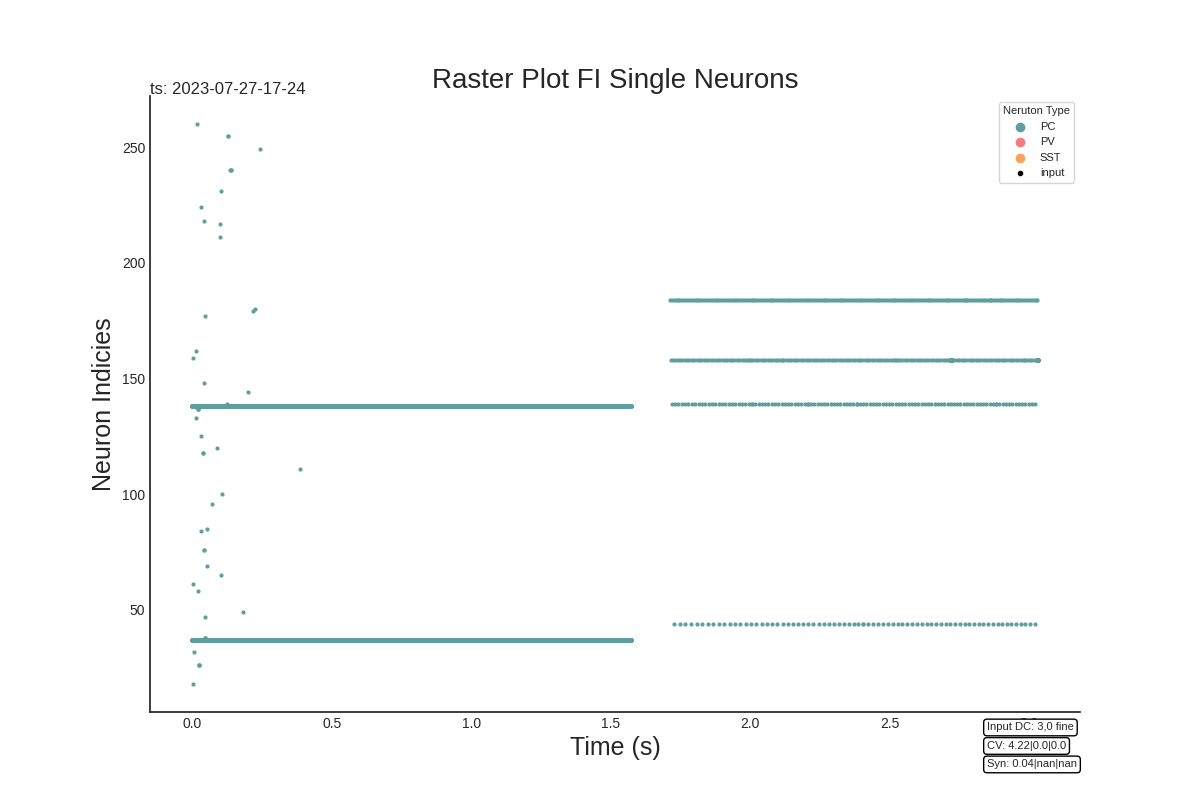 Raster Plot FI Single Neurons
ts: 2023-07-27-17-24
Neruton Type
PC
PV
SST
input
250
200
150
100
50
Neuron Indicies
0.0
0.5
1.0
1.5
2.0
2.5
Time (s)
Input DC: 3,0 fine
CV: 4.22|0.0|0.0
Syn: 0.04|nan|nan